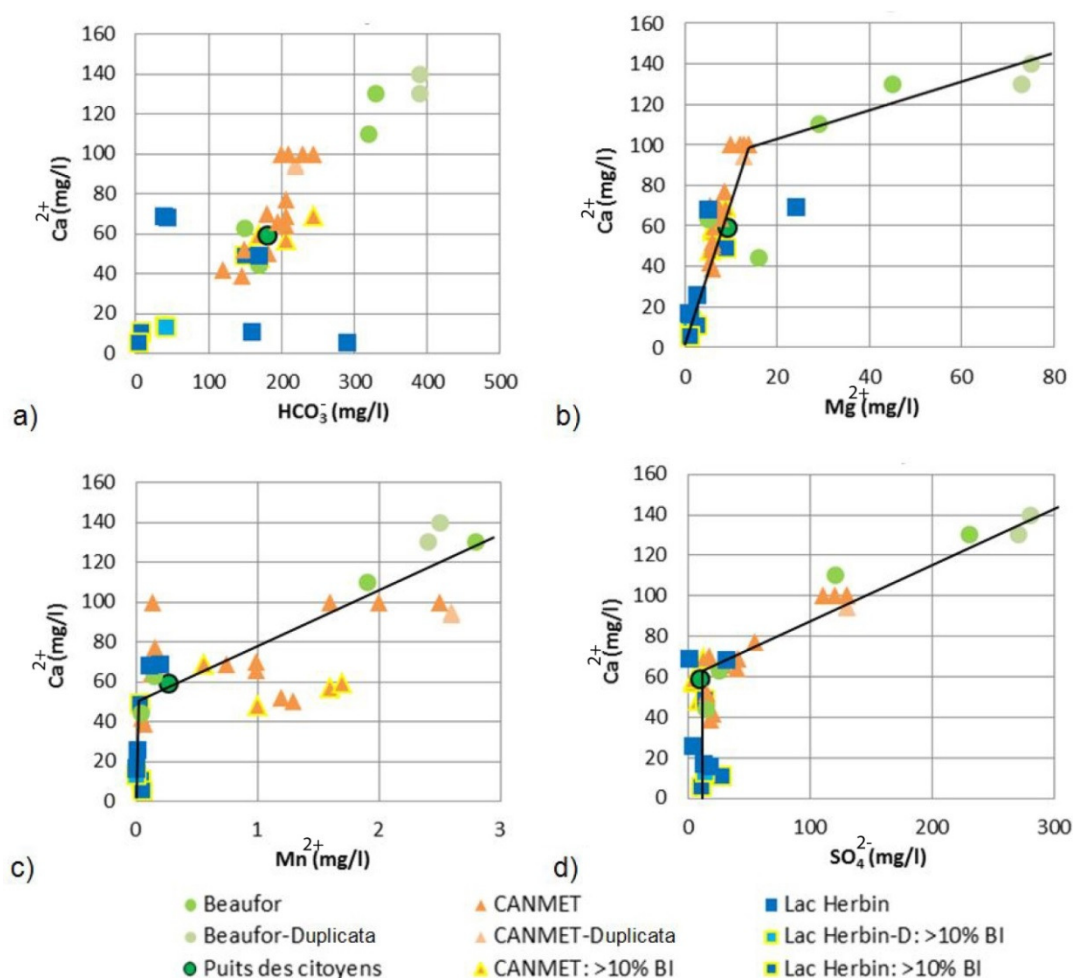 160
140
120
100
80
60
40
20
0
Ca²⁺ (mg/l)
0 100 200 300 400 500
HCO₃⁻ (mg/l)
a)
160
140
120
100
80
60
40
20
0
Ca²⁺ (mg/l)
0 20 40 60 80
Mg²⁺ (mg/l)
b)
160
140
120
100
80
60
40
20
0
Ca²⁺ (mg/l)
0 1 2 3
Mn²⁺ (mg/l)
c)
160
140
120
100
80
60
40
20
0
Ca²⁺ (mg/l)
0 100 200 300
SO₄²⁻ (mg/l)
d)
Beaufor CANMET Lac Herbin
Beaufor-Duplicata CANMET-Duplicata Lac Herbin-D: >10% BI
Puits des citoyens CANMET: >10% BI Lac Herbin: >10% BI